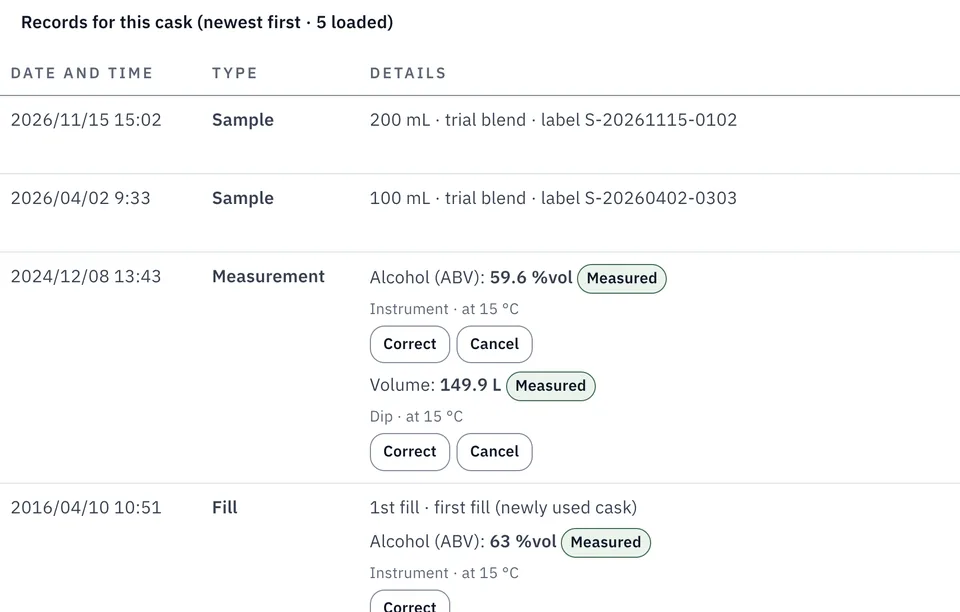 Records for this cask (newest first · 5 loaded)
DATE AND TIME TYPE DETAILS
2026/11/15 15:02 Sample 200 mL · trial blend · label S-20261115-0102
2026/04/02 9:33 Sample 100 mL · trial blend · label S-20260402-0303
2024/12/08 13:43 Measurement Alcohol (ABV): 59.6 %vol Measured
Instrument · at 15 °C
Correct Cancel
Volume: 149.9 L Measured
Dip · at 15 °C
Correct Cancel
2016/04/10 10:51 Fill 1st fill · first fill (newly used cask)
Alcohol (ABV): 63 %vol Measured
Instrument · at 15 °C
Correct